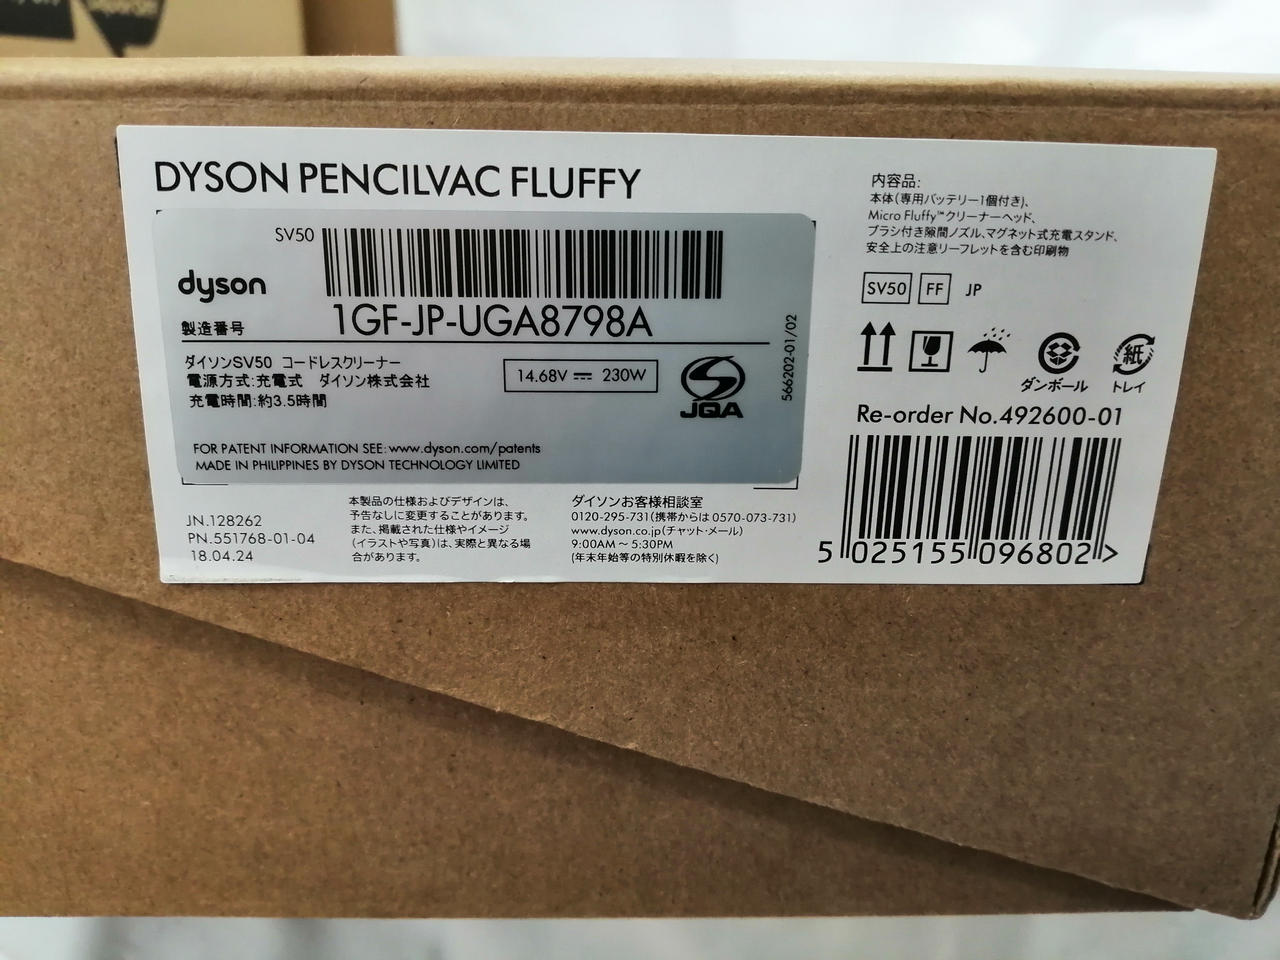 DYSON PENCILVAC FLUFFY
SV50
dyson
製造番号
1GF-JP-UGA8798A
ダイソンSV50 コードレスクリーナー
電源方式:充電式 ダイソン株式会社
充電時間:約3.5時間
14.68V ⎓ 230W
JQA
566202-01/02
FOR PATENT INFORMATION SEE: www.dyson.com/patents
MADE IN PHILIPPINES BY DYSON TECHNOLOGY LIMITED
JN.128262
PN.551768-01-04
18.04.24
本製品の仕様およびデザインは、
予告なしに変更することがあります。
また、掲載された仕様やイメージ
(イラストや写真)は、実際と異なる場
合があります。
ダイソンお客様相談室
0120-295-731(携帯からは 0570-073-731)
www.dyson.co.jp(チャット・メール)
9:00AM ~ 5:30PM
(年末年始等の特別休暇を除く)
内容品:
本体(専用バッテリー1個付き)、
Micro Fluffy™クリーナーヘッド、
ブラシ付き隙間ノズル、マグネット式充電スタンド、
安全上の注意リーフレットを含む印刷物
SV50 FF JP
ダンボール
紙
トレイ
Re-order No.492600-01
5 025155 096802 >